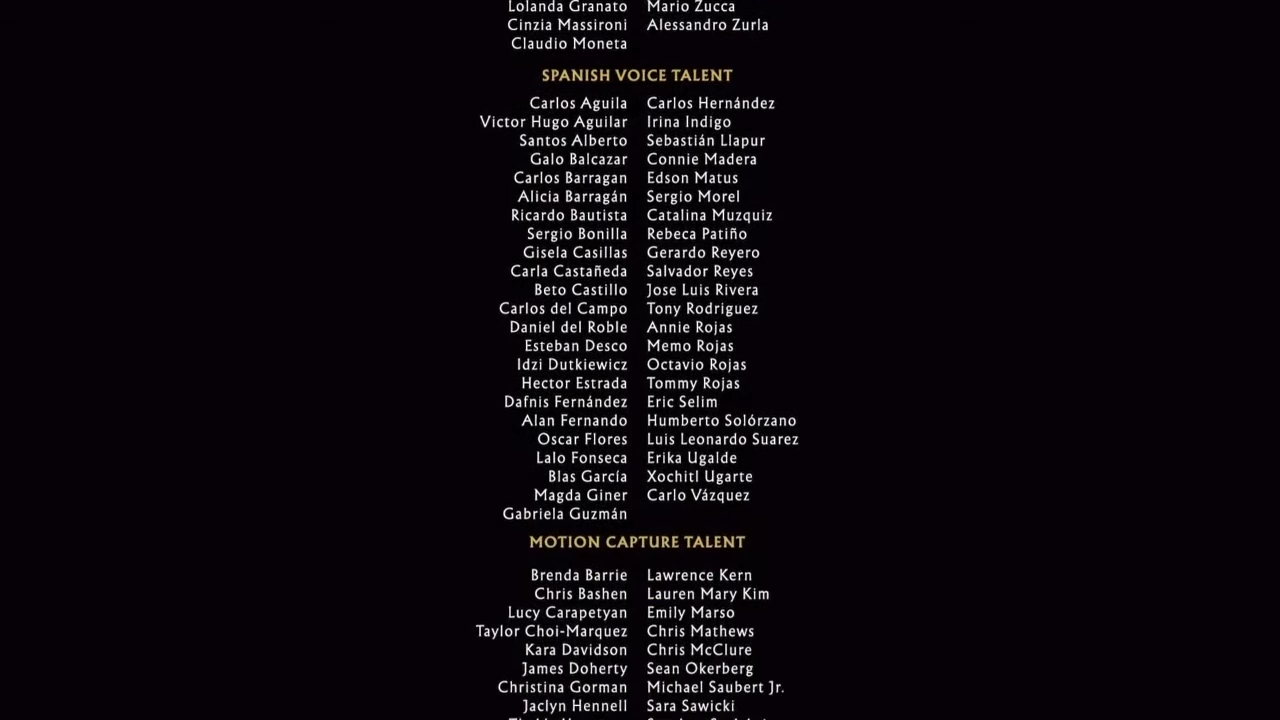 Lolanda Granato Mario Zucca
Cinzia Massironi Alessandro Zurla
Claudio Moneta
SPANISH VOICE TALENT
Carlos Aguila Carlos Hernández
Victor Hugo Aguilar Irina Indigo
Santos Alberto Sebastián Llapur
Galo Balcazar Connie Madera
Carlos Barragan Edson Matus
Alicia Barragán Sergio Morel
Ricardo Bautista Catalina Muzquiz
Sergio Bonilla Rebeca Patiño
Gisela Casillas Gerardo Reyero
Carla Castañeda Salvador Reyes
Beto Castillo Jose Luis Rivera
Carlos del Campo Tony Rodriguez
Daniel del Roble Annie Rojas
Esteban Desco Memo Rojas
Idzi Dutkiewicz Octavio Rojas
Hector Estrada Tommy Rojas
Dafnis Fernández Eric Selim
Alan Fernando Humberto Solórzano
Oscar Flores Luis Leonardo Suarez
Lalo Fonseca Erika Ugalde
Blas García Xochitl Ugarte
Magda Giner Carlo Vázquez
Gabriela Guzmán
MOTION CAPTURE TALENT
Brenda Barrie Lawrence Kern
Chris Bashen Lauren Mary Kim
Lucy Carapetyan Emily Marso
Taylor Choi-Marquez Chris Mathews
Kara Davidson Chris McClure
James Doherty Sean Okerberg
Christina Gorman Michael Saubert Jr.
Jaclyn Hennell Sara Sawicki